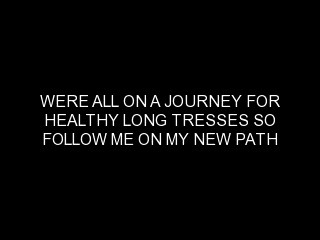 WERE ALL ON A JOURNEY FOR
HEALTHY LONG TRESSES SO
FOLLOW ME ON MY NEW PATH